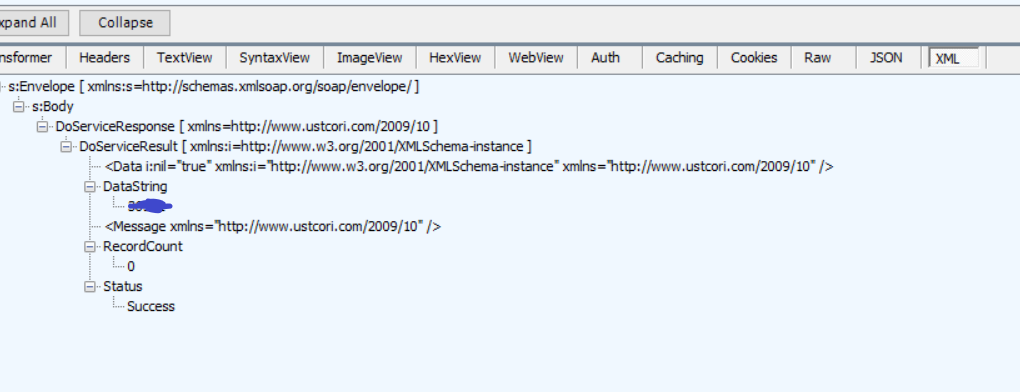 xpand All Collapse
nsformer Headers TextView SyntaxView ImageView HexView WebView Auth Caching Cookies Raw JSON XML
s:Envelope [ xmlns:s=http://schemas.xmlsoap.org/soap/envelope/ ]
s:Body
DoServiceResponse [ xmlns=http://www.ustcori.com/2009/10 ]
DoServiceResult [ xmlns:i=http://www.w3.org/2001/XMLSchema-instance ]
<Data i:nil="true" xmlns:i="http://www.w3.org/2001/XMLSchema-instance" xmlns="http://www.ustcori.com/2009/10" />
DataString
<Message xmlns="http://www.ustcori.com/2009/10" />
RecordCount
0
Status
Success